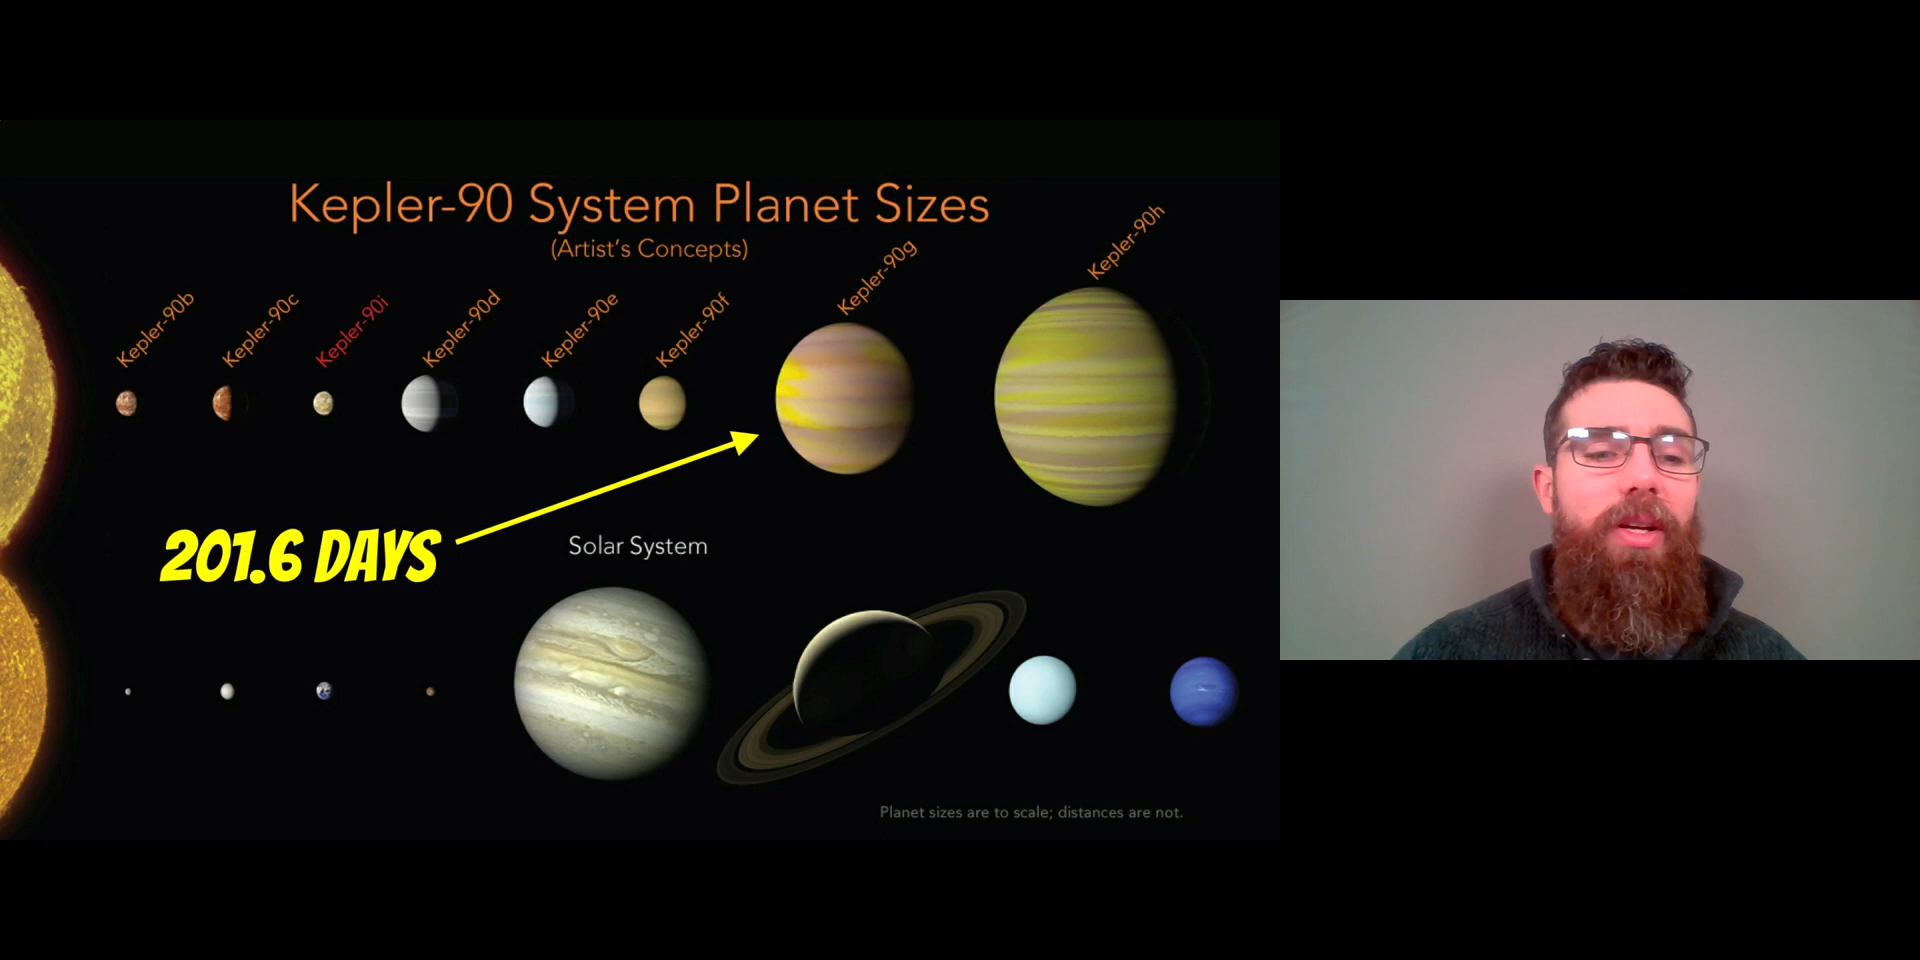 Kepler-90 System Planet Sizes
(Artist's Concepts)
Kepler-90b
Kepler-90c
Kepler-90i
Kepler-90d
Kepler-90e
Kepler-90f
Kepler-90g
Kepler-90h
201.6 DAYS
Solar System
Planet sizes are to scale; distances are not.